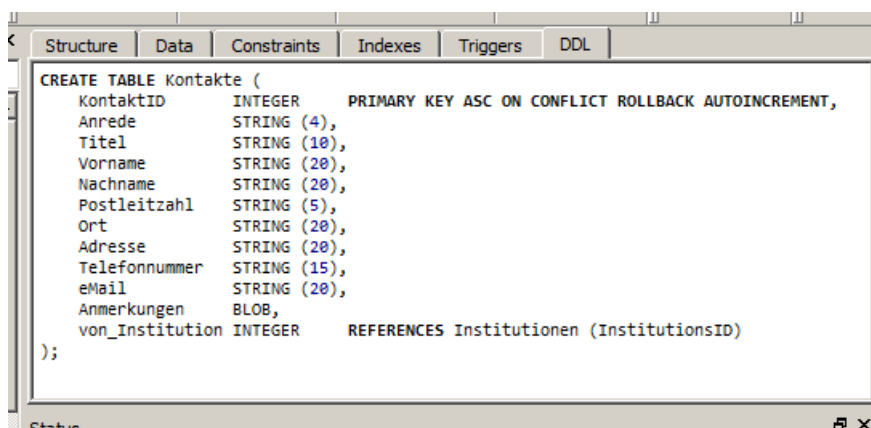 Structure Data Constraints Indexes Triggers DDL
CREATE TABLE Kontakte (
    KontaktID       INTEGER     PRIMARY KEY ASC ON CONFLICT ROLLBACK AUTOINCREMENT,
    Anrede          STRING (4),
    Titel           STRING (10),
    Vorname         STRING (20),
    Nachname        STRING (20),
    Postleitzahl    STRING (5),
    Ort             STRING (20),
    Adresse         STRING (20),
    Telefonnummer   STRING (15),
    eMail           STRING (20),
    Anmerkungen     BLOB,
    von_Institution INTEGER     REFERENCES Institutionen (InstitutionsID)
);
Status